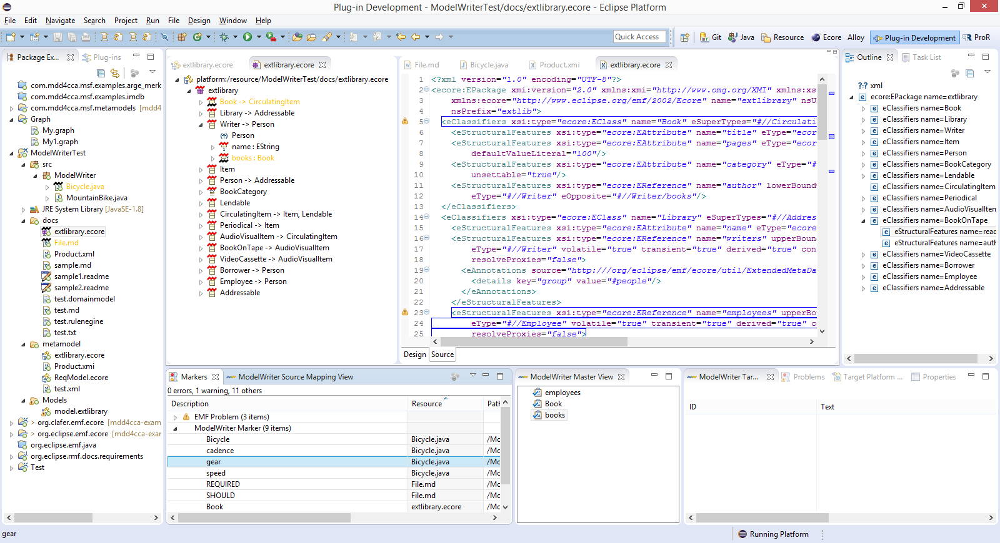 Plug-in Development - ModelWriterTest/docs/extlibrary.ecore - Eclipse Platform
File Edit Navigate Search Project Run File Design Window Help
Quick Access
Git Java Resource Ecore Alloy Plug-in Development ProR
Package Ex...
Plug-ins
com.mdd4cca.msf.examples.arge_merk
com.mdd4cca.msf.examples.imdb
com.mdd4cca.msf.metamodels [mdd4
Graph
My.graph
My1.graph
ModelWriterTest
src
ModelWriter
Bicycle.java
MountainBike.java
JRE System Library [JavaSE-1.8]
docs
extlibrary.ecore
File.md
Product.xml
sample.md
sample1.readme
sample2.readme
test.domainmodel
test.md
test.rulenegine
test.txt
metamodel
extlibrary.ecore
Product.xmi
ReqModel.ecore
test.xml
Models
model.extlibrary
> org.clafer.emf.ecore [mdd4cca-exam
> org.eclipse.emf.ecore [mdd4cca-exar
org.eclipse.emf.java
org.eclipse.rmf.docs.requirements
Test
extlibrary.ecore
extlibrary.ecore
platform:/resource/ModelWriterTest/docs/extlibrary.ecore
extlibrary
Book -> CirculatingItem
Library -> Addressable
Writer -> Person
Person
name : EString
books : Book
Item
Person -> Addressable
BookCategory
Lendable
CirculatingItem -> Item, Lendable
Periodical -> Item
AudioVisualItem -> CirculatingItem
BookOnTape -> AudioVisualItem
VideoCassette -> AudioVisualItem
Borrower -> Person
Employee -> Person
Addressable
File.md
Bicycle.java
Product.xmi
extlibrary.ecore
1 <?xml version="1.0" encoding="UTF-8"?>
2 <ecore:EPackage xmi:version="2.0" xmlns:xmi="http://www.omg.org/XMI" xmlns:xs
3 xmlns:ecore="http://www.eclipse.org/emf/2002/Ecore" name="extlibrary" nsU
4 nsPrefix="extlib">
5 <eClassifiers xsi:type="ecore:EClass" name="Book" eSuperTypes="#//Circulati
6 <eStructuralFeatures xsi:type="ecore:EAttribute" name="title" eType="ecor
7 <eStructuralFeatures xsi:type="ecore:EAttribute" name="pages" eType="ecor
8 defaultValueLiteral="100"/>
9 <eStructuralFeatures xsi:type="ecore:EAttribute" name="category" eType="#
10 unsettable="true"/>
11 <eStructuralFeatures xsi:type="ecore:EReference" name="author" lowerBound
12 eType="#//Writer" eOpposite="#//Writer/books"/>
13 </eClassifiers>
14 <eClassifiers xsi:type="ecore:EClass" name="Library" eSuperTypes="#//Addres
15 <eStructuralFeatures xsi:type="ecore:EAttribute" name="name" eType="ecore
16 <eStructuralFeatures xsi:type="ecore:EReference" name="writers" upperBoun
17 eType="#//Writer" volatile="true" transient="true" derived="true" con
18 resolveProxies="false">
19 <eAnnotations source="http:///org/eclipse/emf/ecore/util/ExtendedMetaDa
20 <details key="group" value="#people"/>
21 </eAnnotations>
22 </eStructuralFeatures>
23 <eStructuralFeatures xsi:type="ecore:EReference" name="employees" upperBo
24 eType="#//Employee" volatile="true" transient="true" derived="true" c
25 resolveProxies="false">
Design Source
Outline
Task List
xml
ecore:EPackage name=extlibrary
eClassifiers name=Book
eClassifiers name=Library
eClassifiers name=Writer
eClassifiers name=Item
eClassifiers name=Person
eClassifiers name=BookCategory
eClassifiers name=Lendable
eClassifiers name=CirculatingItem
eClassifiers name=Periodical
eClassifiers name=AudioVisualItem
eClassifiers name=BookOnTape
eStructuralFeatures name=reac
eStructuralFeatures name=auth
eClassifiers name=VideoCassette
eClassifiers name=Borrower
eClassifiers name=Employee
eClassifiers name=Addressable
Markers
ModelWriter Source Mapping View
0 errors, 1 warning, 11 others
Description Resource Path
EMF Problem (3 items)
ModelWriter Marker (9 items)
Bicycle Bicycle.java /Mo
cadence Bicycle.java /Mo
gear Bicycle.java /Mo
speed Bicycle.java /Mo
REQUIRED File.md /Mo
SHOULD File.md /Mo
Book extlibrary.ecore /Mo
ModelWriter Master View
employees
Book
books
ModelWriter Tar...
Problems
Target Platform ...
Properties
ID Text
gear
Running Platform